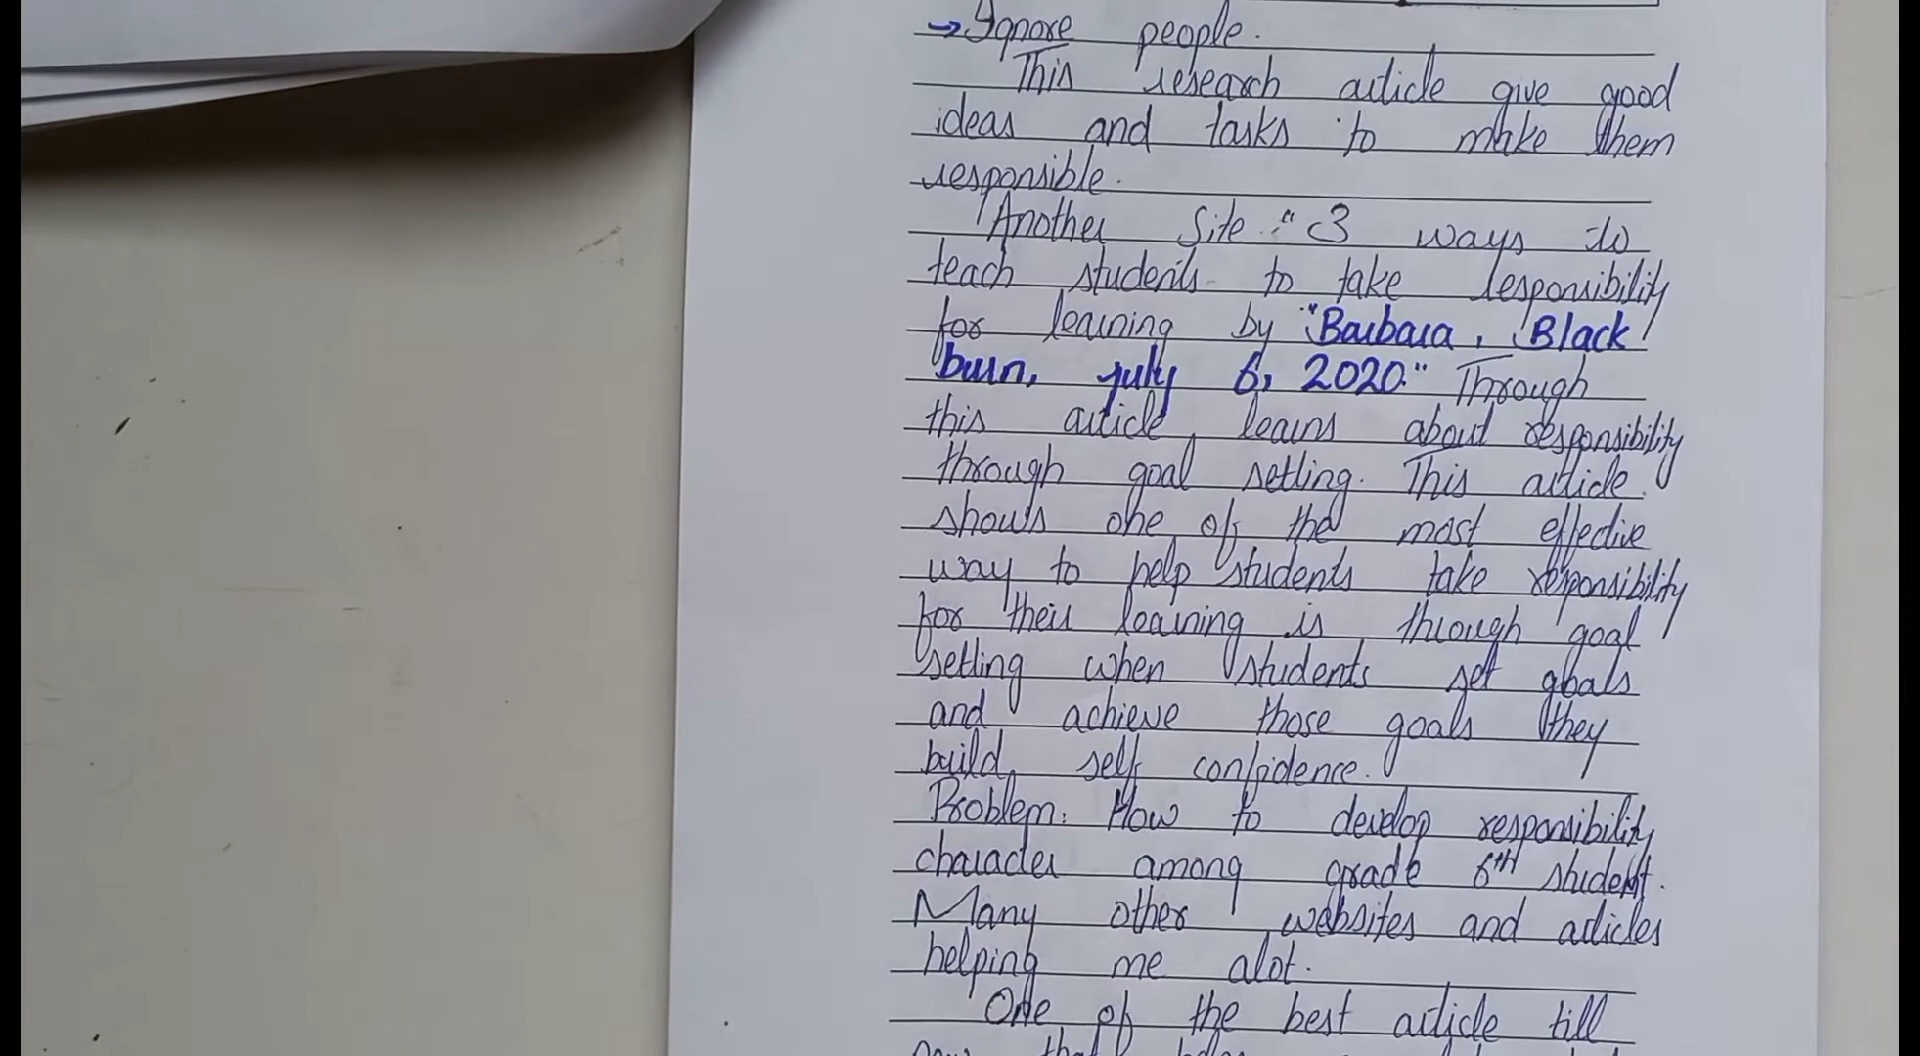 → Ignore people.
This research article give good
ideas and tasks to make them
responsible.
Another Site: "3 ways to
teach students to take responsibility
for learning by "Barbara, Black
burn, july 6, 2020." Through
this article, learns about responsibility
through goal setting. This article
shows one of the most effective
way to help students take responsibility
for their learning is through goal
setting when students set goals
and achieve those goals they
build self confidence.
Problem: How to develop responsibility
character among grade 6th student.
Many other websites and articles
helping me alot.
One of the best article till